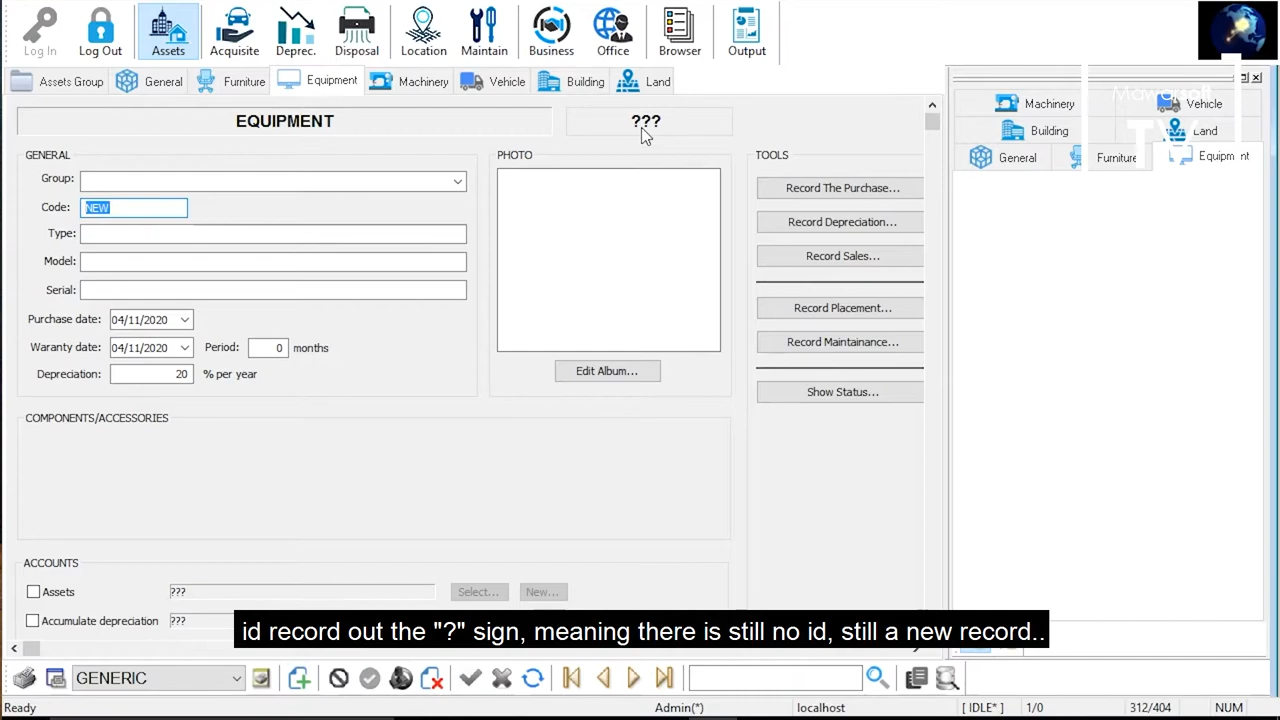 Log In
Log Out
Assets
Acquisite
Deprec.
Disposal
Location
Maintain
Business
Office
Browser
Output
Assets Group
General
Furniture
Equipment
Machinery
Vehicle
Building
Land
EQUIPMENT
???
GENERAL
Group:
Code: NEW
Type:
Model:
Serial:
Purchase date: 04/11/2020
Waranty date: 04/11/2020 Period: 0 months
Depreciation: 20 % per year
PHOTO
Edit Album...
TOOLS
Record The Purchase...
Record Depreciation...
Record Sales...
Record Placement...
Record Maintainance...
Show Status...
COMPONENTS/ACCESSORIES
ACCOUNTS
Assets ??? Select... New...
Accumulate depreciation ???
Mawarsoft
TV
Machinery Vehicle
Building Land
General Furniture Equipment
id record out the "?" sign, meaning there is still no id, still a new record..
GENERIC
Ready Admin(*) localhost [ IDLE* ] 1/0 312/404 NUM